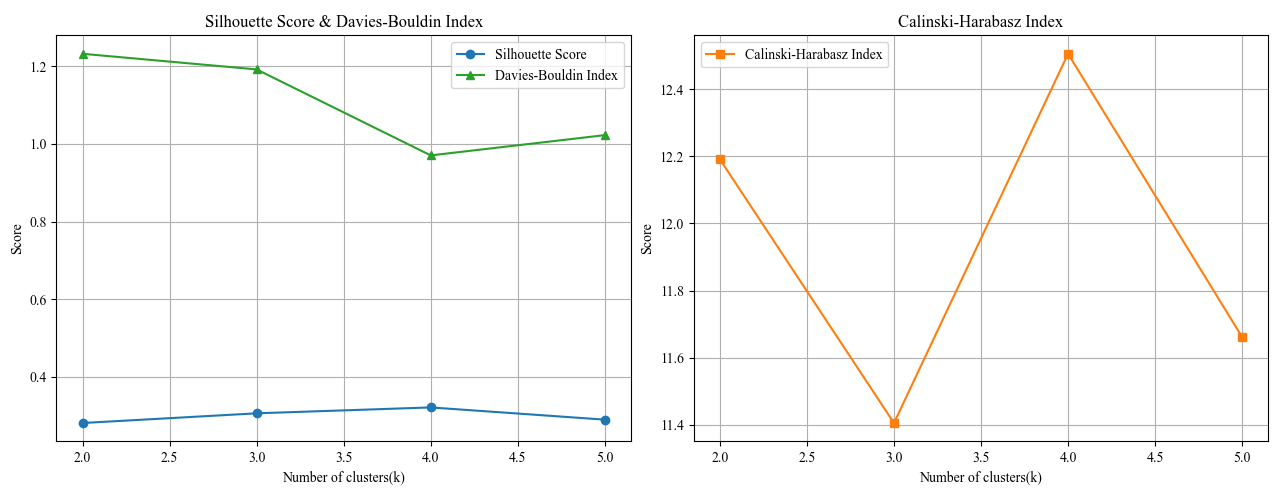 Silhouette Score & Davies-Bouldin Index
Silhouette Score
Davies-Bouldin Index
1.2
1.0
0.8
0.6
0.4
Score
2.0 2.5 3.0 3.5 4.0 4.5 5.0
Number of clusters(k)
Calinski-Harabasz Index
Calinski-Harabasz Index
12.4
12.2
12.0
11.8
11.6
11.4
Score
2.0 2.5 3.0 3.5 4.0 4.5 5.0
Number of clusters(k)